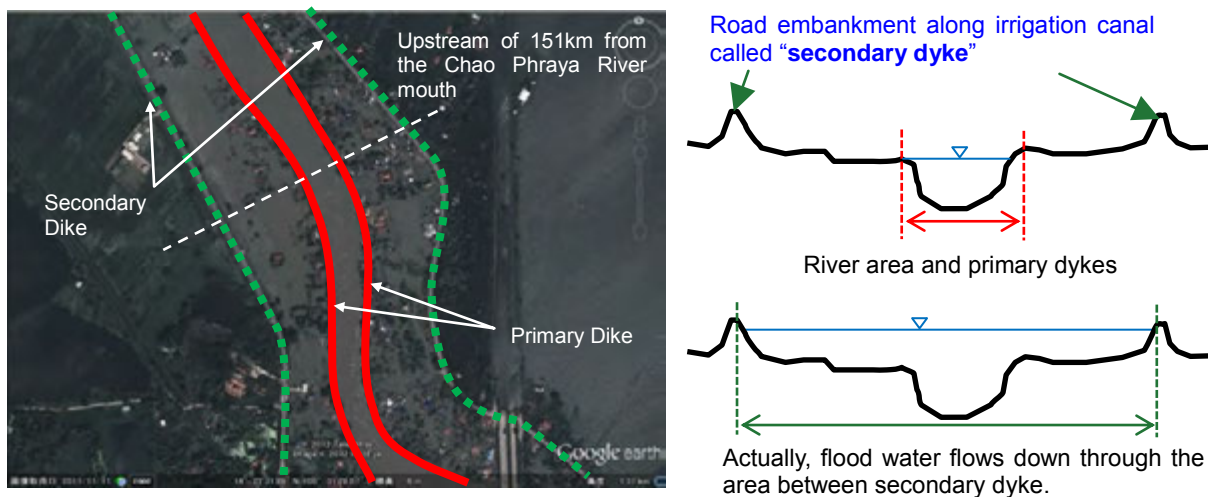 Upstream of 151km from
the Chao Phraya River
mouth
Secondary
Dike
Primary Dike
Google earth
Road embankment along irrigation canal
called “secondary dyke”
River area and primary dykes
Actually, flood water flows down through the
area between secondary dyke.